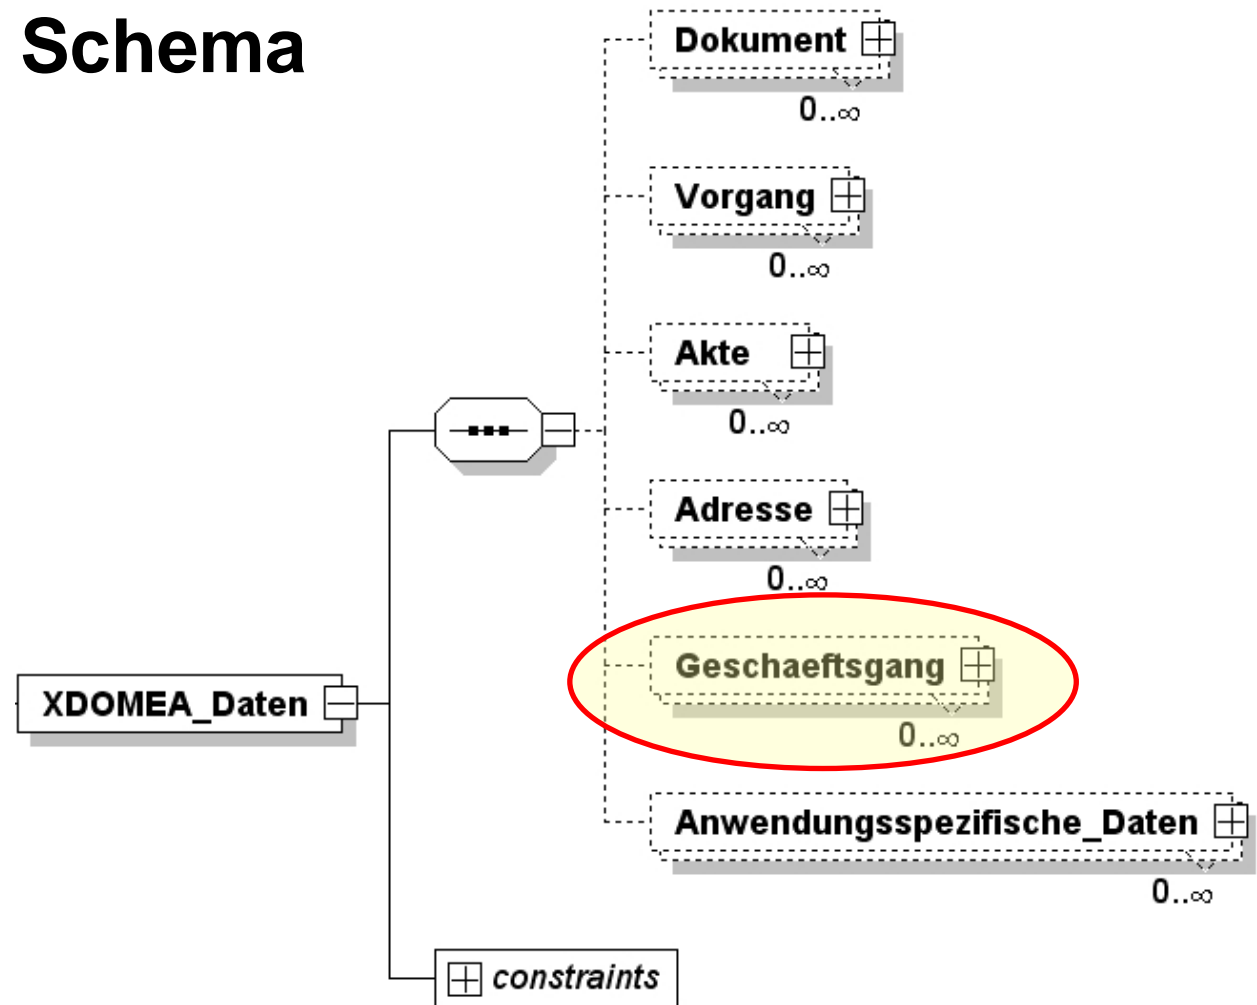 Schema
Dokument
0..∞
Vorgang
0..∞
Akte
0..∞
Adresse
0..∞
Geschaeftsgang
0..∞
XDOMEA_Daten
Anwendungsspezifische_Daten
0..∞
constraints